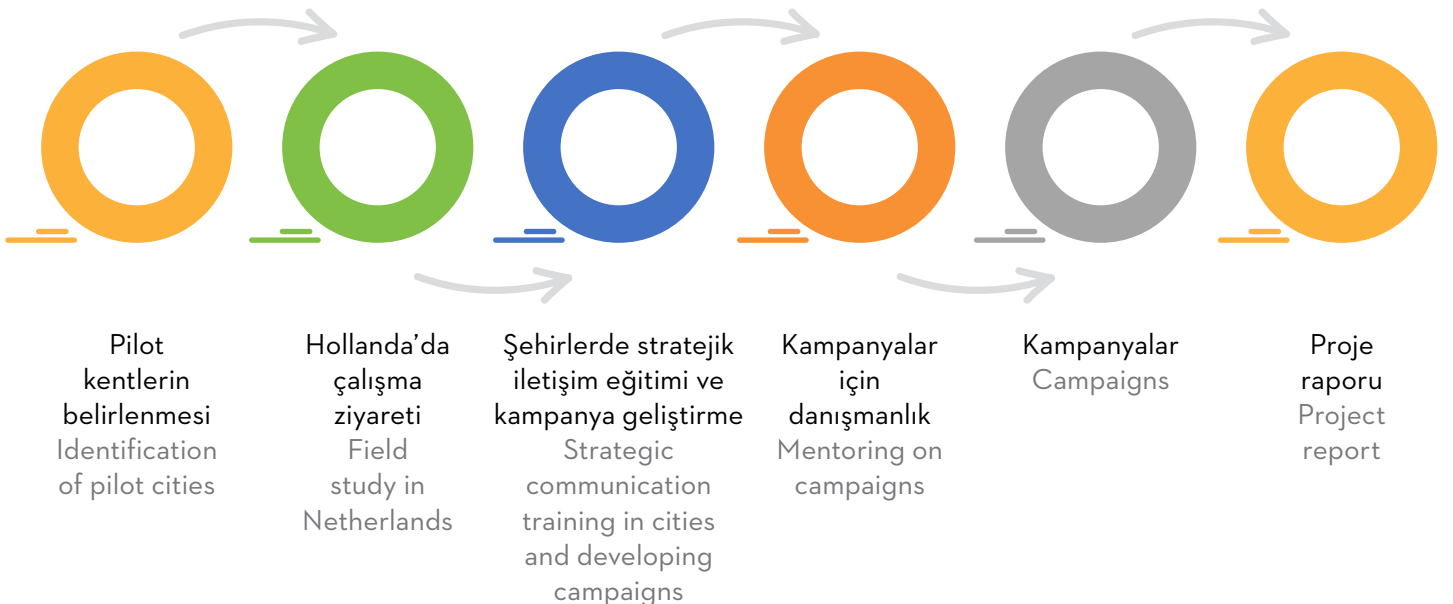 Pilot
kentlerin
belirlenmesi
Identification
of pilot cities
Hollanda’da
çalışma
ziyareti
Field
study in
Netherlands
Şehirlerde stratejik
iletişim eğitimi ve
kampanya geliştirme
Strategic
communication
training in cities
and developing
campaigns
Kampanyalar
için
danışmanlık
Mentoring on
campaigns
Kampanyalar
Campaigns
Proje
raporu
Project
report